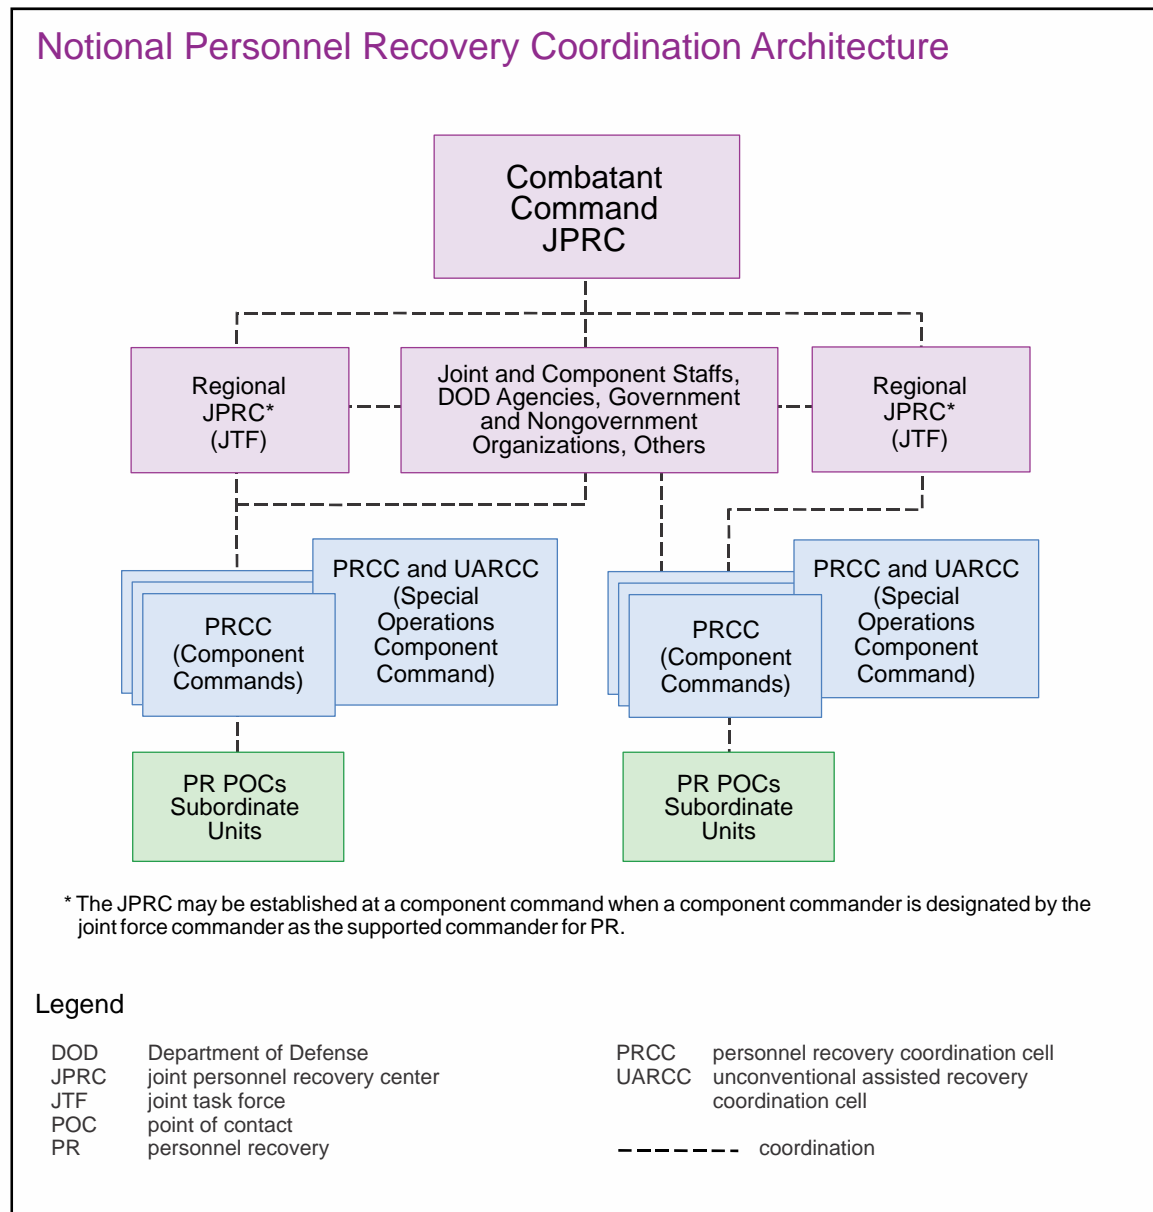 Notional Personnel Recovery Coordination Architecture
Combatant
Command
JPRC
Regional
JPRC*
(JTF)
Joint and Component Staffs,
DOD Agencies, Government
and Nongovernment
Organizations, Others
Regional
JPRC*
(JTF)
PRCC
(Component
Commands)
PRCC and UARCC
(Special
Operations
Component
Command)
PRCC
(Component
Commands)
PRCC and UARCC
(Special
Operations
Component
Command)
PR POCs
Subordinate
Units
PR POCs
Subordinate
Units
* The JPRC may be established at a component command when a component commander is designated by the
joint force commander as the supported commander for PR.
Legend
DOD Department of Defense
JPRC joint personnel recovery center
JTF joint task force
POC point of contact
PR personnel recovery
PRCC personnel recovery coordination cell
UARCC unconventional assisted recovery
coordination cell
coordination